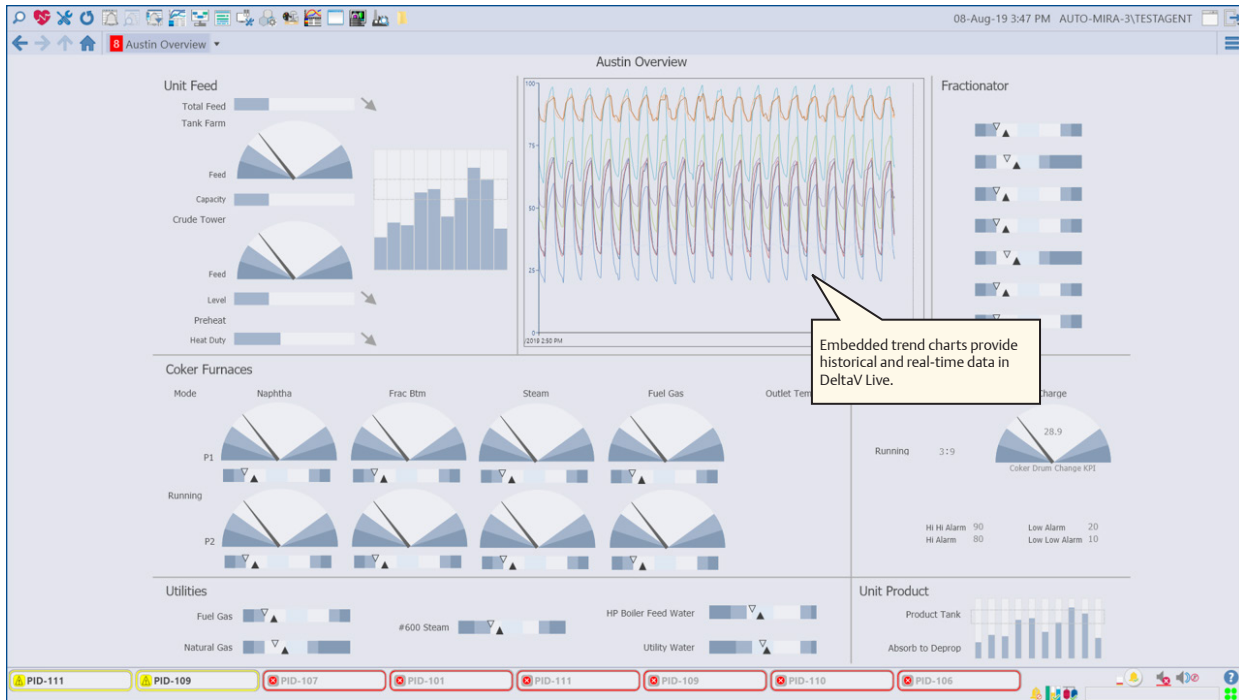 08-Aug-19 3:47 PM AUTO-MIRA-3\TESTAGENT
8 Austin Overview
Austin Overview
Unit Feed
Total Feed
Tank Farm
Feed
Capacity
Crude Tower
Feed
Level
Preheat
Heat Duty
100
75
50
25
0
/2019 2:50 PM
Fractionator
Embedded trend charts provide
historical and real-time data in
DeltaV Live.
Coker Furnaces
Mode Naphtha Frac Btm Steam Fuel Gas Outlet Tem
P1
Running
P2
Charge
28.9
Running 3:9
Coker Drum Change KPI
Hi Hi Alarm 90 Low Alarm 20
Hi Alarm 80 Low Low Alarm 10
Utilities
Fuel Gas
Natural Gas
#600 Steam
HP Boiler Feed Water
Utility Water
Unit Product
Product Tank
Absorb to Deprop
PID-111 PID-109 PID-107 PID-101 PID-111 PID-109 PID-110 PID-106